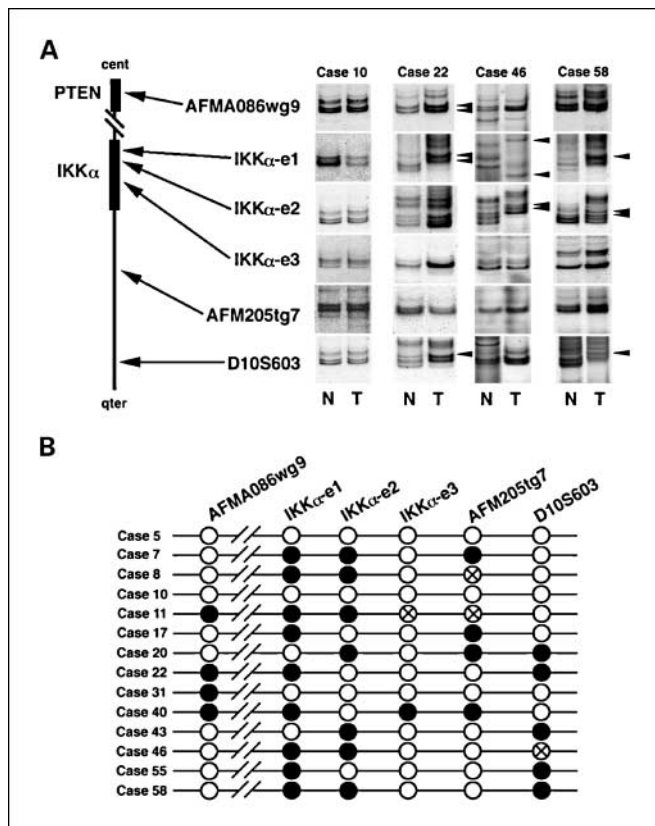 A
cent
PTEN
AFMA086wg9
IKKα
IKKα-e1
IKKα-e2
IKKα-e3
AFM205tg7
D10S603
qter
Case 10 Case 22 Case 46 Case 58
N T N T N T N T
B
AFMA086wg9 IKKα-e1 IKKα-e2 IKKα-e3 AFM205tg7 D10S603
Case 5
Case 7
Case 8
Case 10
Case 11
Case 17
Case 20
Case 22
Case 31
Case 40
Case 43
Case 46
Case 55
Case 58